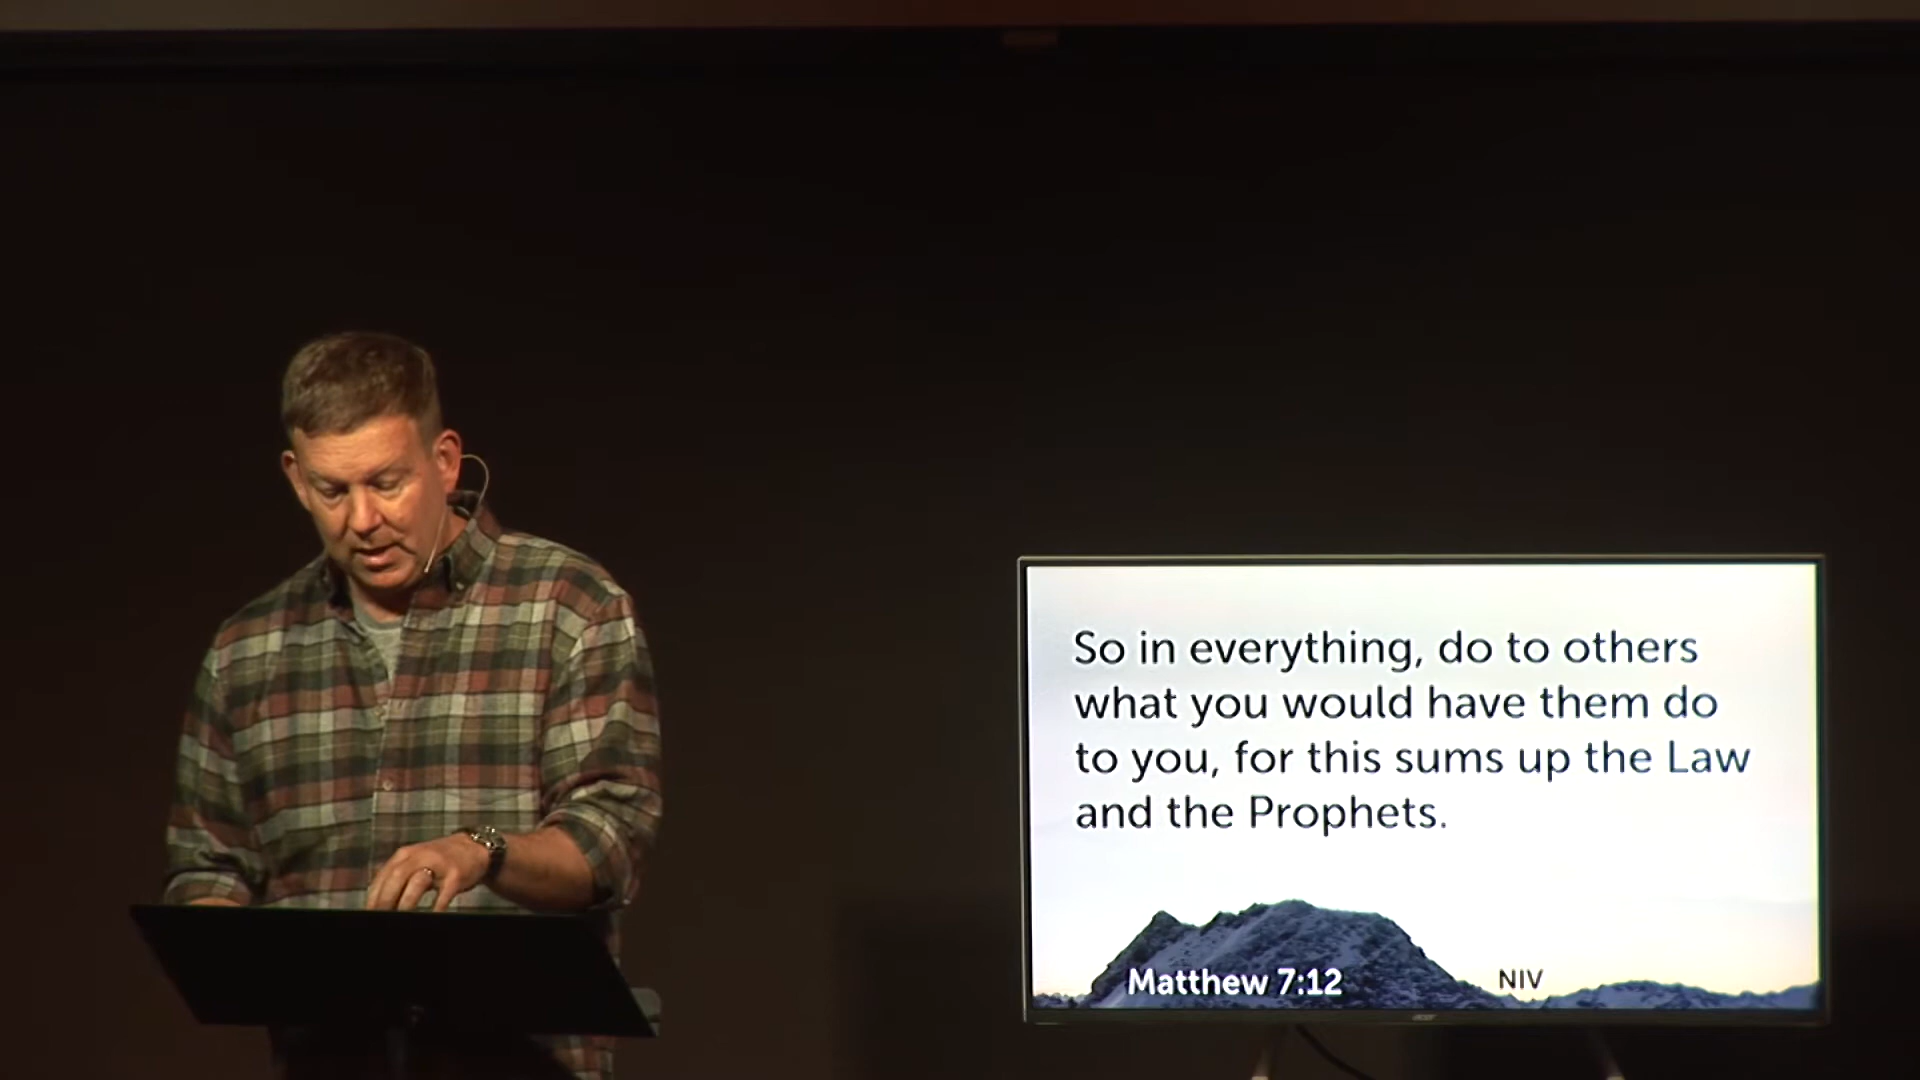 So in everything, do to others
what you would have them do
to you, for this sums up the Law
and the Prophets.
Matthew 7:12
NIV
acer